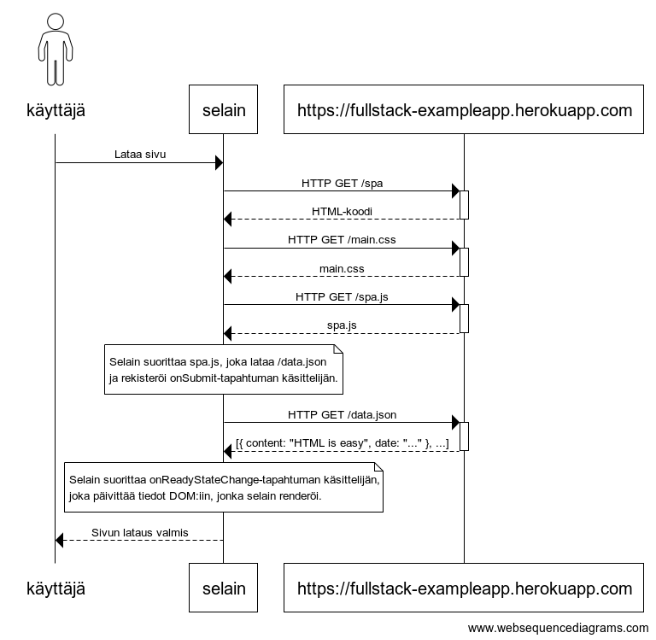 käyttäjä
selain
https://fullstack-exampleapp.herokuapp.com
Lataa sivu
HTTP GET /spa
HTML-koodi
HTTP GET /main.css
main.css
HTTP GET /spa.js
spa.js
Selain suorittaa spa.js, joka lataa /data.json
ja rekisteröi onSubmit-tapahtuman käsittelijän.
HTTP GET /data.json
[{ content: "HTML is easy", date: "..." }, ...]
Selain suorittaa onReadyStateChange-tapahtuman käsittelijän,
joka päivittää tiedot DOM:iin, jonka selain renderöi.
Sivun lataus valmis
käyttäjä
selain
https://fullstack-exampleapp.herokuapp.com
www.websequencediagrams.com